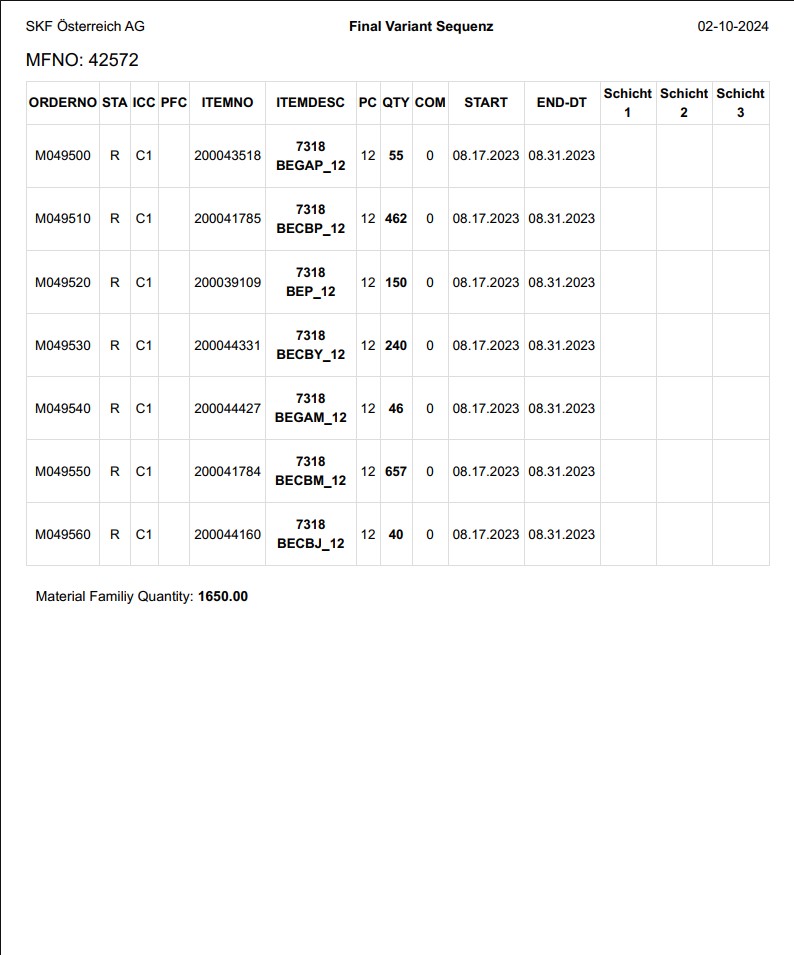 SKF Österreich AG Final Variant Sequenz 02-10-2024
MFNO: 42572
ORDERNO STA ICC PFC ITEMNO ITEMDESC PC QTY COM START END-DT Schicht 1 Schicht 2 Schicht 3
M049500 R C1 200043518 7318 BEGAP_12 12 55 0 08.17.2023 08.31.2023
M049510 R C1 200041785 7318 BECBP_12 12 462 0 08.17.2023 08.31.2023
M049520 R C1 200039109 7318 BEP_12 12 150 0 08.17.2023 08.31.2023
M049530 R C1 200044331 7318 BECBY_12 12 240 0 08.17.2023 08.31.2023
M049540 R C1 200044427 7318 BEGAM_12 12 46 0 08.17.2023 08.31.2023
M049550 R C1 200041784 7318 BECBM_12 12 657 0 08.17.2023 08.31.2023
M049560 R C1 200044160 7318 BECBJ_12 12 40 0 08.17.2023 08.31.2023
Material Familiy Quantity: 1650.00